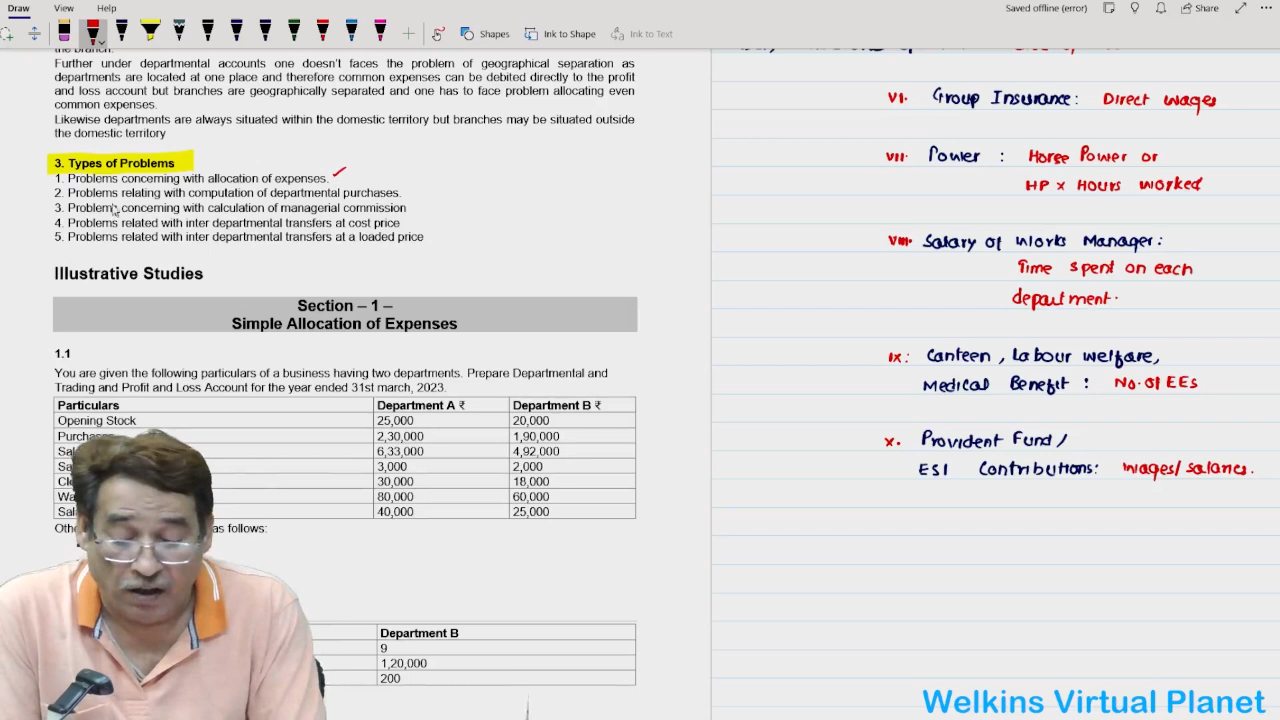 Draw View Help
Saved offline (error)
Share
Shapes
Ink to Shape
Ink to Text
the branch.
Further under departmental accounts one doesn't faces the problem of geographical separation as
departments are located at one place and therefore common expenses can be debited directly to the profit
and loss account but branches are geographically separated and one has to face problem allocating even
common expenses.
Likewise departments are always situated within the domestic territory but branches may be situated outside
the domestic territory
3. Types of Problems
1. Problems concerning with allocation of expenses.
2. Problems relating with computation of departmental purchases.
3. Problems concerning with calculation of managerial commission
4. Problems related with inter departmental transfers at cost price
5. Problems related with inter departmental transfers at a loaded price
Illustrative Studies
Section – 1 –
Simple Allocation of Expenses
1.1
You are given the following particulars of a business having two departments. Prepare Departmental and
Trading and Profit and Loss Account for the year ended 31st march, 2023.
Particulars Department A ₹ Department B ₹
Opening Stock 25,000 20,000
Purchas 2,30,000 1,90,000
Sal 6,33,000 4,92,000
Sa 3,000 2,000
Cl 30,000 18,000
Wa 80,000 60,000
Sal 40,000 25,000
Oth as follows:
Department B
9
1,20,000
200
VI. Group Insurance: Direct wages
VII. Power : Horse Power or
HP x Hours worked
VIII. Salary of Works Manager:
Time spent on each
department.
IX: Canteen, Labour welfare,
Medical Benefit : No. of EEs
X. Provident Fund/
ESI Contributions: wages/salaries.
Welkins Virtual Planet